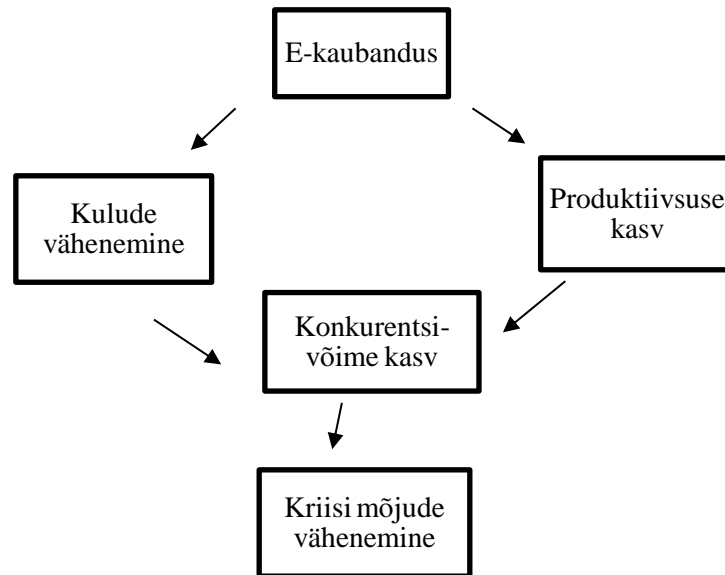 E-kaubandus
Kulude
vähenemine
Produktiivsuse
kasv
Konkurentsi-
võime kasv
Kriisi mõjude
vähenemine